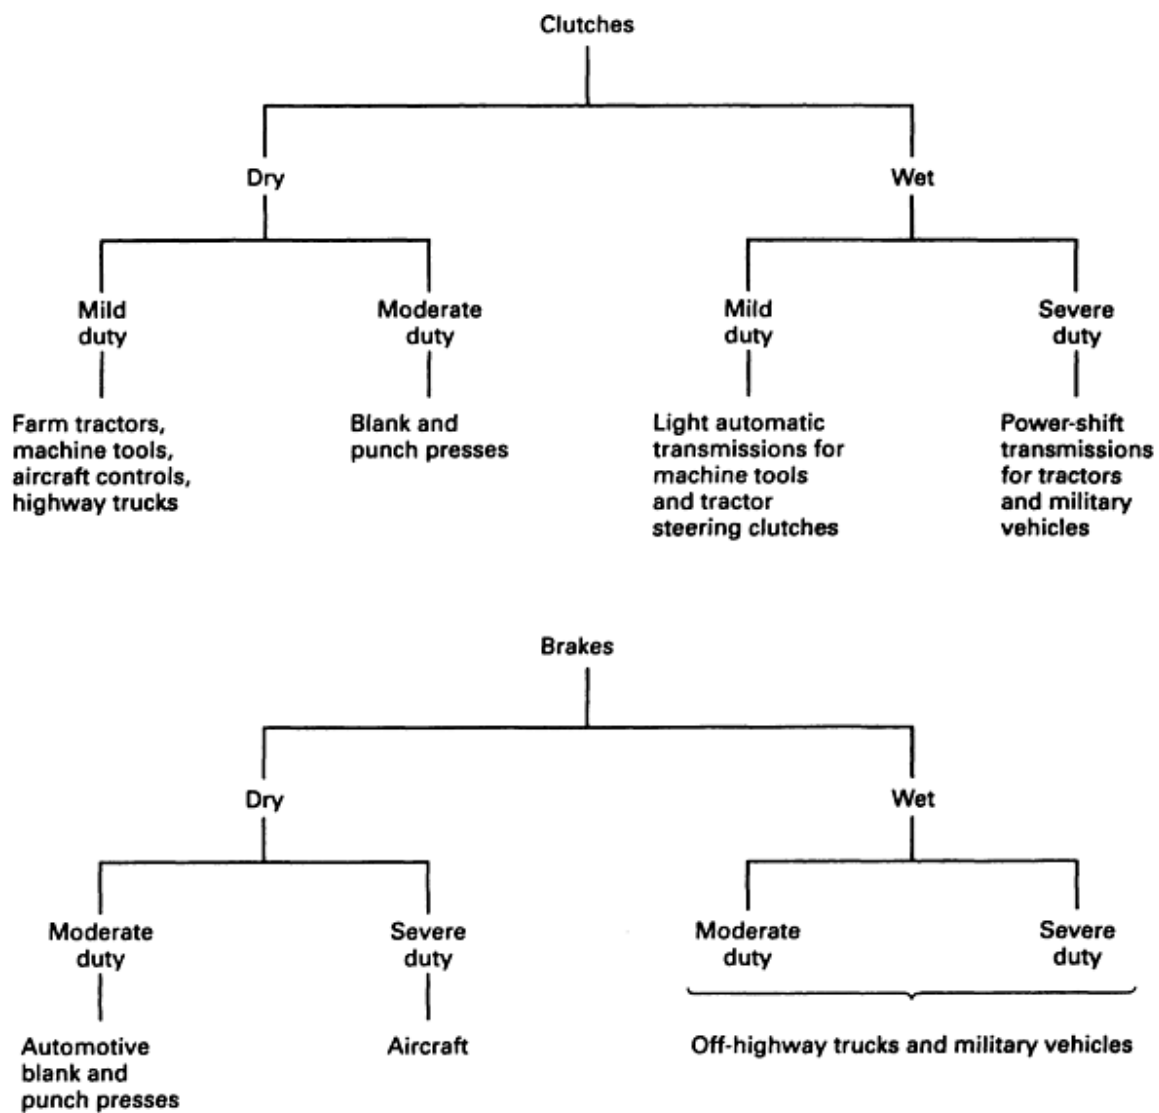 Clutches
Dry
Wet
Mild
duty
Moderate
duty
Mild
duty
Severe
duty
Farm tractors,
machine tools,
aircraft controls,
highway trucks
Blank and
punch presses
Light automatic
transmissions for
machine tools
and tractor
steering clutches
Power-shift
transmissions
for tractors
and military
vehicles
Brakes
Dry
Wet
Moderate
duty
Severe
duty
Moderate
duty
Severe
duty
Automotive
blank and
punch presses
Aircraft
Off-highway trucks and military vehicles